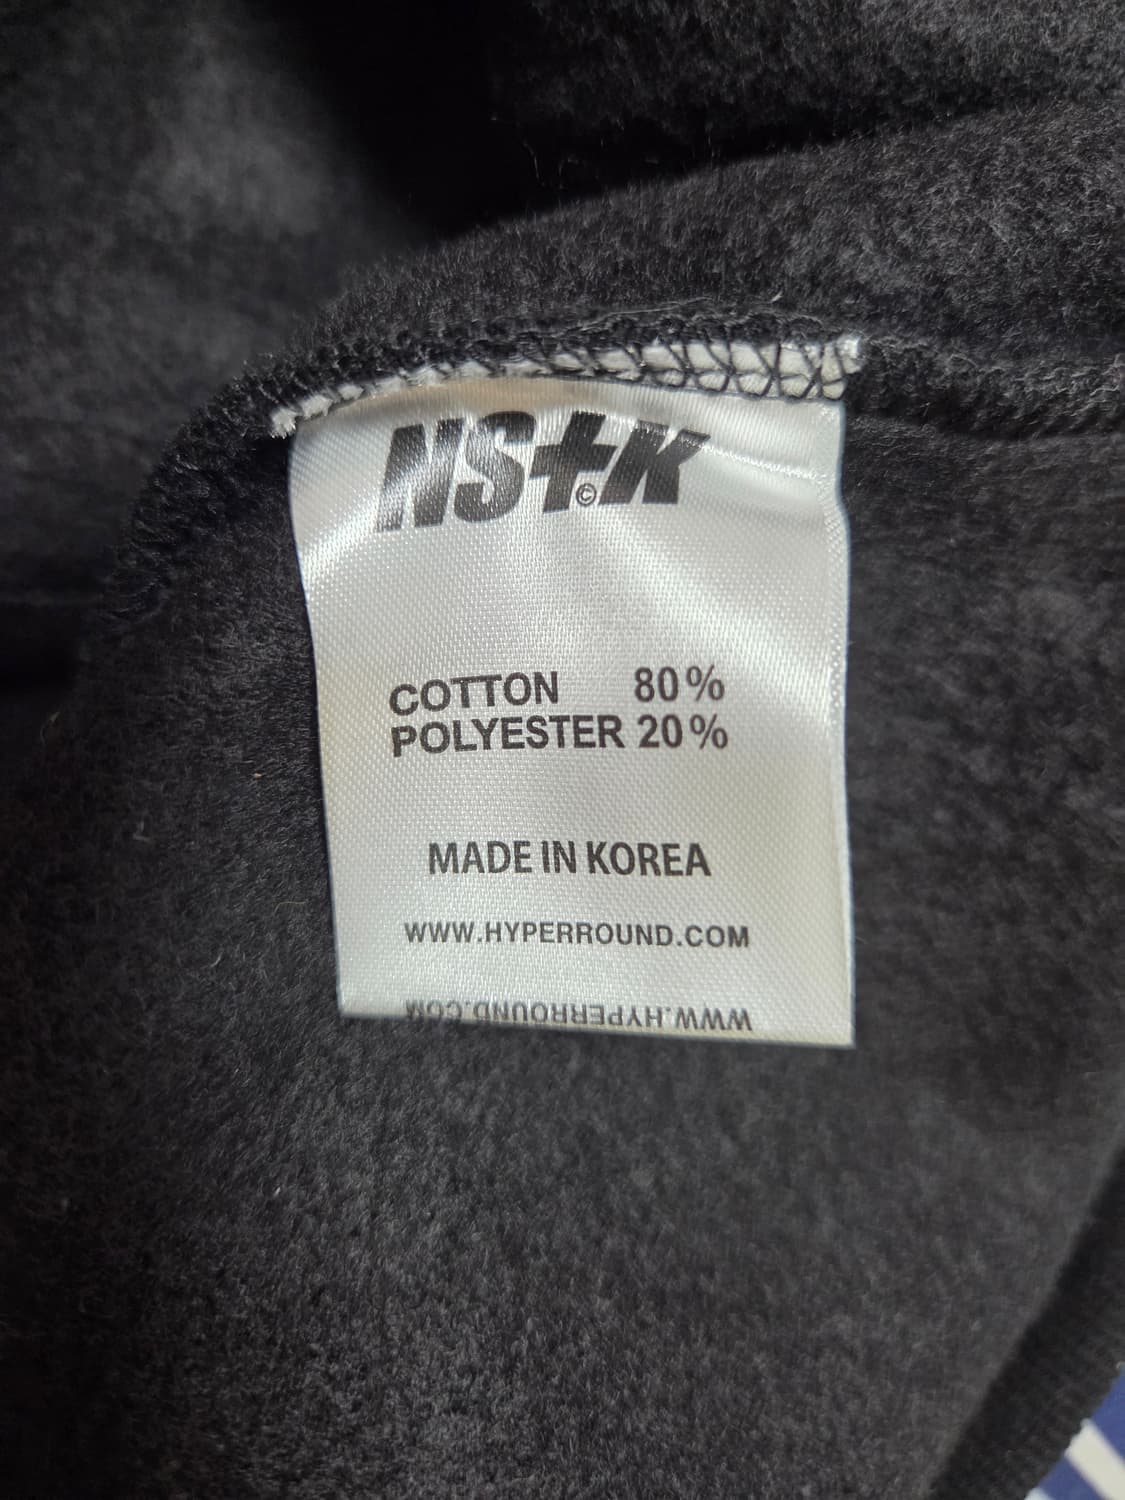 NS+K
©
COTTON 80%
POLYESTER 20%
MADE IN KOREA
WWW.HYPERROUND.COM
WWW.HYPERROUND.COM